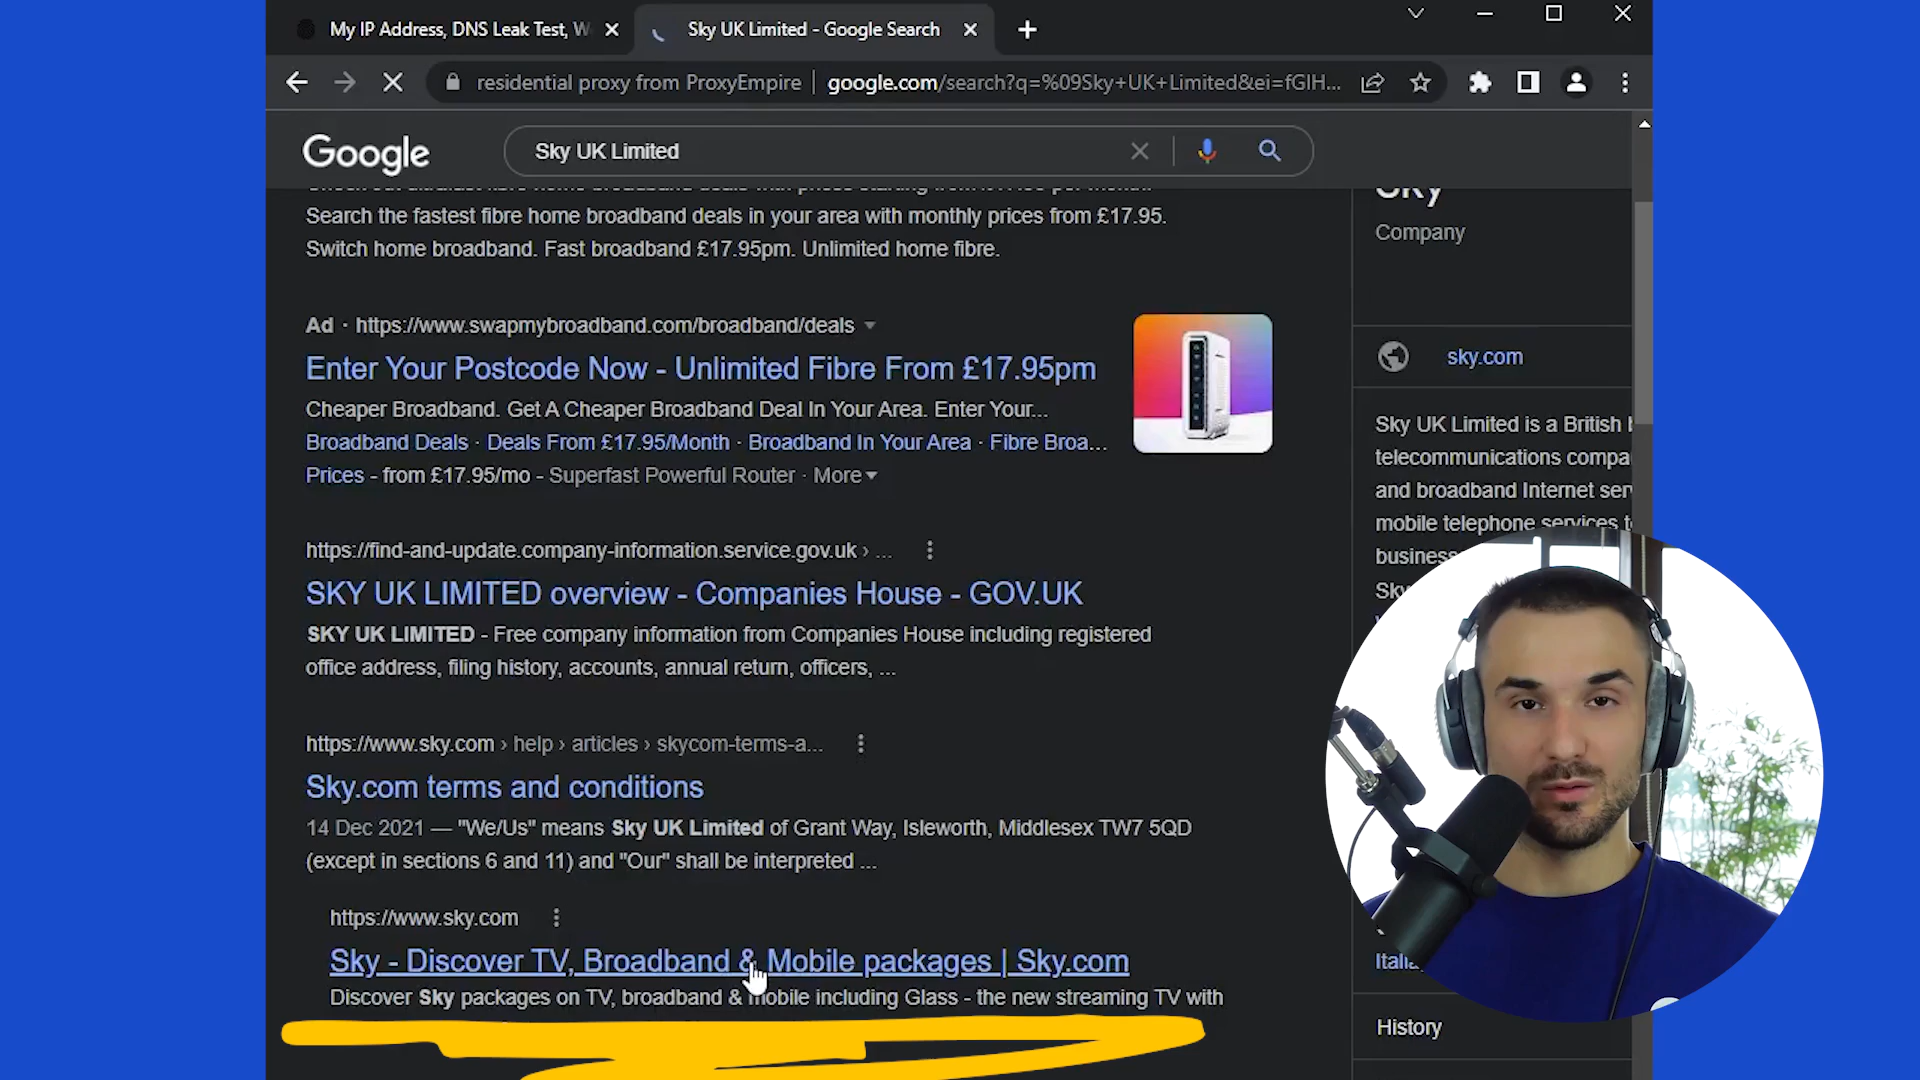 My IP Address, DNS Leak Test, W
Sky UK Limited - Google Search
residential proxy from ProxyEmpire
google.com/search?q=%09Sky+UK+Limited&ei=fGIH...
Google
Sky UK Limited
Search the fastest fibre home broadband deals in your area with monthly prices from £17.95.
Switch home broadband. Fast broadband £17.95pm. Unlimited home fibre.
Ad · https://www.swapmybroadband.com/broadband/deals
Enter Your Postcode Now - Unlimited Fibre From £17.95pm
Cheaper Broadband. Get A Cheaper Broadband Deal In Your Area. Enter Your...
Broadband Deals · Deals From £17.95/Month · Broadband In Your Area · Fibre Broa...
Prices - from £17.95/mo - Superfast Powerful Router · More
https://find-and-update.company-information.service.gov.uk › ...
SKY UK LIMITED overview - Companies House - GOV.UK
SKY UK LIMITED - Free company information from Companies House including registered
office address, filing history, accounts, annual return, officers, ...
https://www.sky.com › help › articles › skycom-terms-a...
Sky.com terms and conditions
14 Dec 2021 — "We/Us" means Sky UK Limited of Grant Way, Isleworth, Middlesex TW7 5QD
(except in sections 6 and 11) and "Our" shall be interpreted ...
https://www.sky.com
Sky - Discover TV, Broadband & Mobile packages | Sky.com
Discover Sky packages on TV, broadband & mobile including Glass - the new streaming TV with
Sky
Company
sky.com
Sky UK Limited is a British
telecommunications compa
and broadband Internet ser
mobile telephone services t
business
Sky
Italia
History